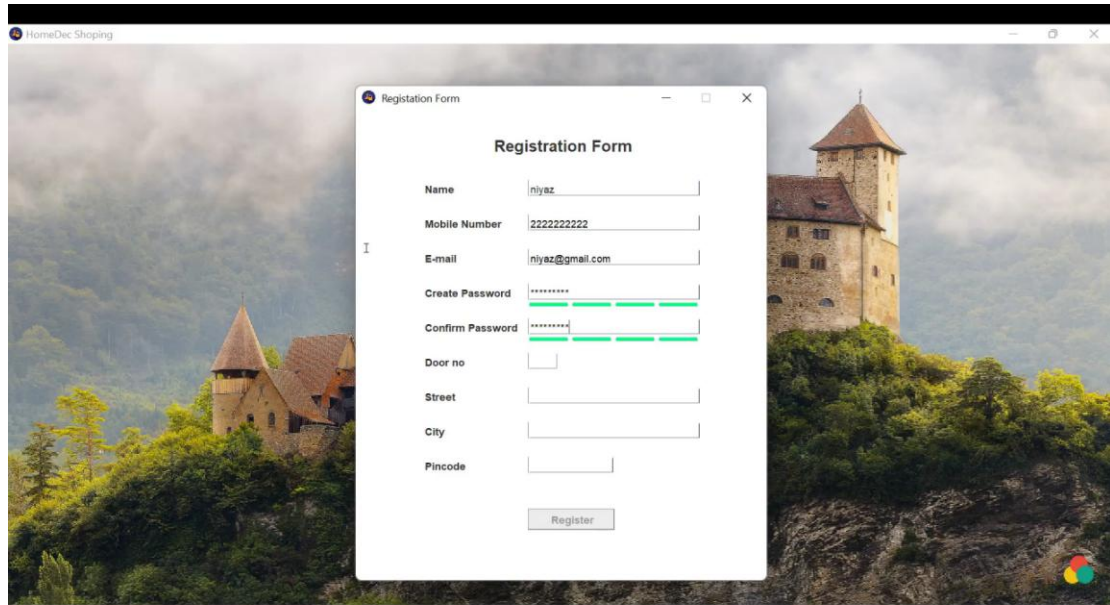 HomeDec Shoping
Registation Form
Registration Form
Name niyaz
Mobile Number 2222222222
E-mail niyaz@gmail.com
Create Password *********
Confirm Password *********
Door no
Street
City
Pincode
Register